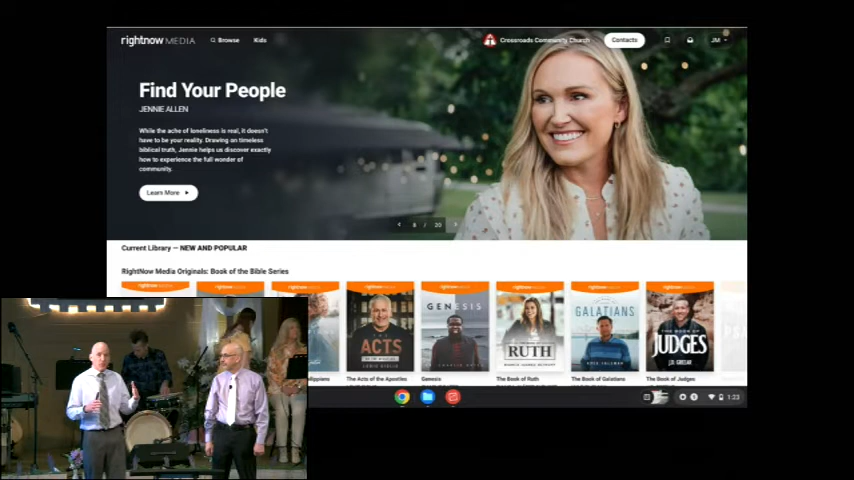 rightnow MEDIA
Browse
Kids
Crossroads Community Church
Contacts
JM
Find Your People
JENNIE ALLEN
While the ache of loneliness is real, it doesn't
have to be your reality. Drawing on timeless
biblical truth, Jennie helps us discover exactly
how to experience the full wonder of
community.
Learn More
8 / 20
Current Library — NEW AND POPULAR
RightNow Media Originals: Book of the Bible Series
ACTS
GENESIS
RUTH
GALATIANS
THE BOOK OF
JUDGES
J.D. GREEAR
The Acts of the Apostles
Genesis
The Book of Ruth
The Book of Galatians
The Book of Judges
1:23